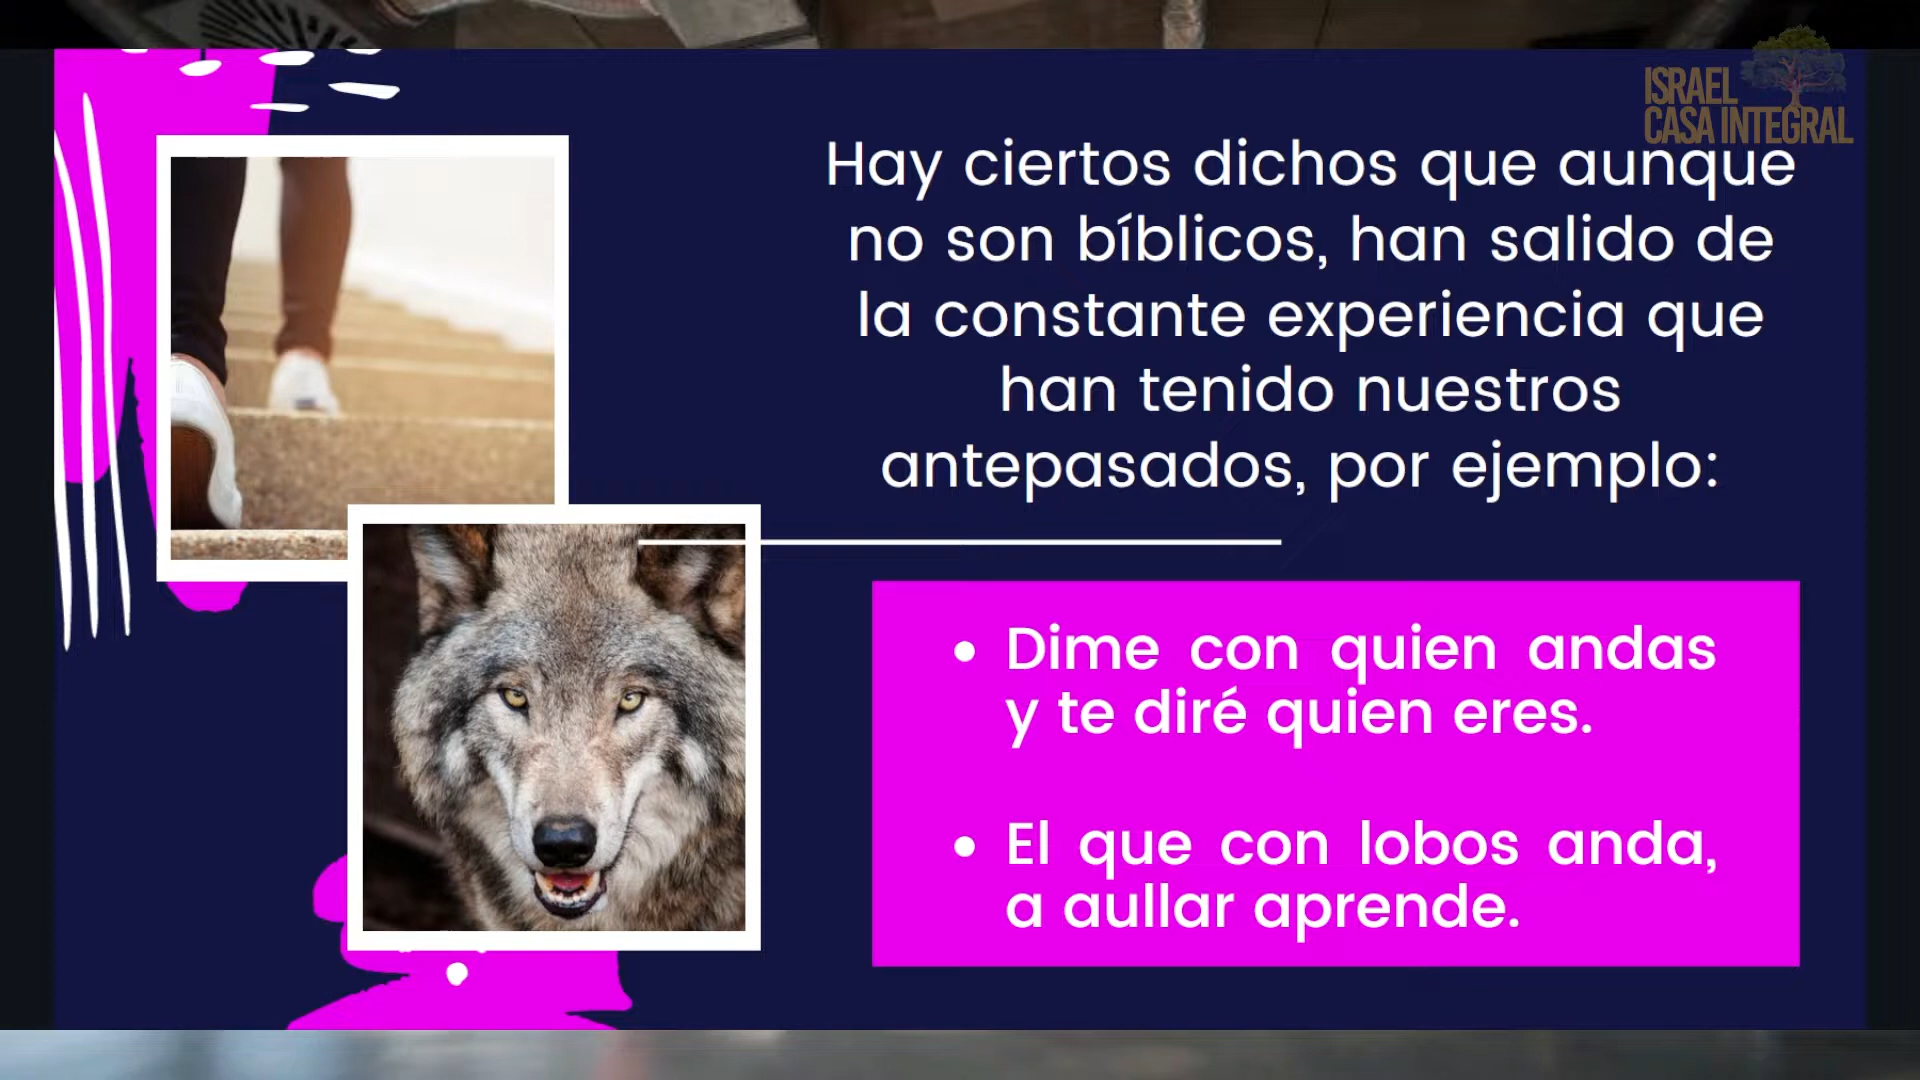 ISRAEL
CASA INTEGRAL
Hay ciertos dichos que aunque
no son bíblicos, han salido de
la constante experiencia que
han tenido nuestros
antepasados, por ejemplo:
• Dime con quien andas
y te diré quien eres.
• El que con lobos anda,
a aullar aprende.